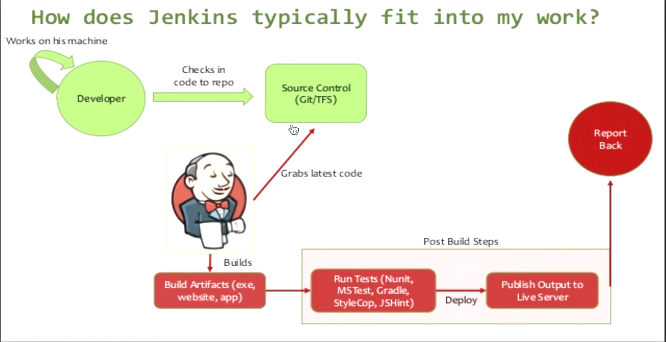 How does Jenkins typically fit into my work?
Works on his machine
Developer
Checks in
code to repo
Source Control
(Git/TFS)
Grabs latest code
Report
Back
Builds
Post Build Steps
Build Artifacts (exe,
website, app)
Run Tests (Nunit,
MSTest, Gradle,
StyleCop, JSHint)
Deploy
Publish Output to
Live Server